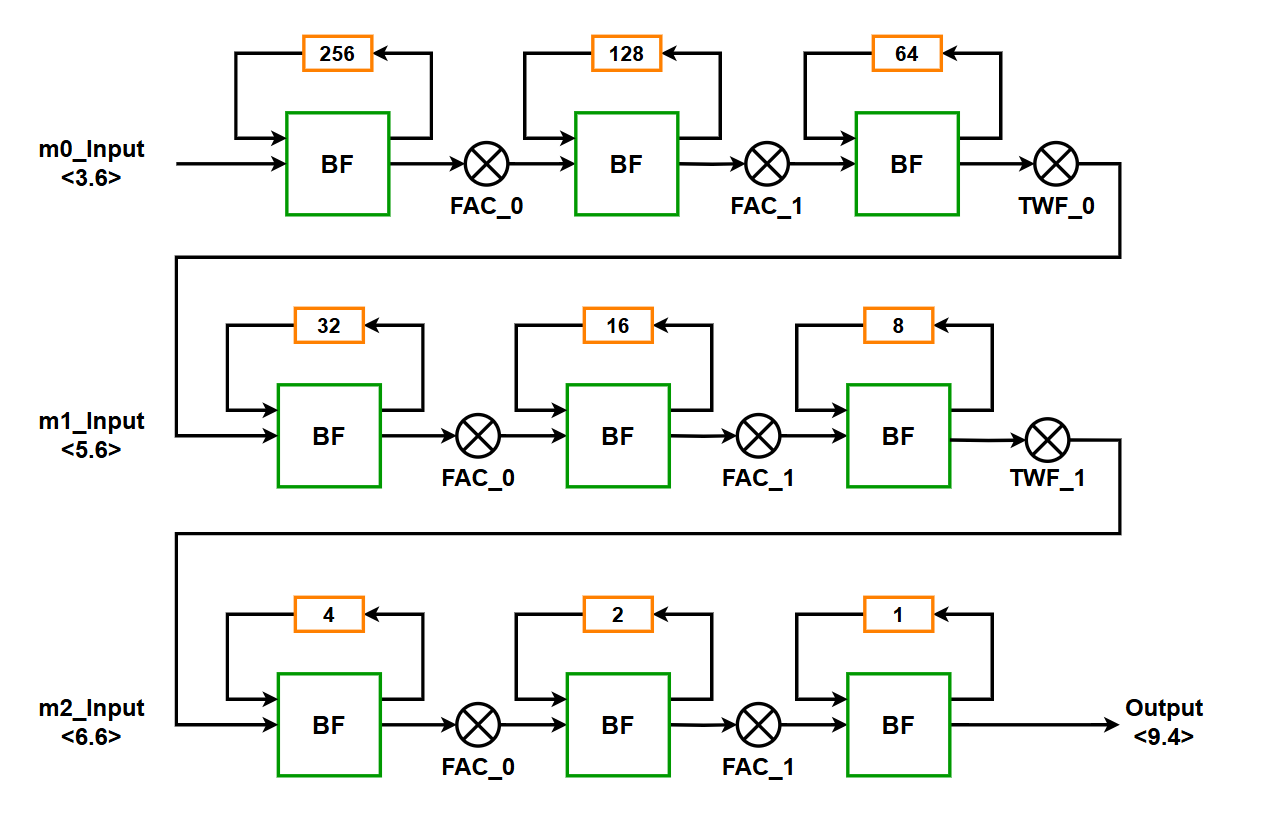 256
128
64
m0_Input
<3.6>
BF
BF
BF
FAC_0
FAC_1
TWF_0
32
16
8
m1_Input
<5.6>
BF
BF
BF
FAC_0
FAC_1
TWF_1
4
2
1
m2_Input
<6.6>
BF
BF
BF
Output
<9.4>
FAC_0
FAC_1